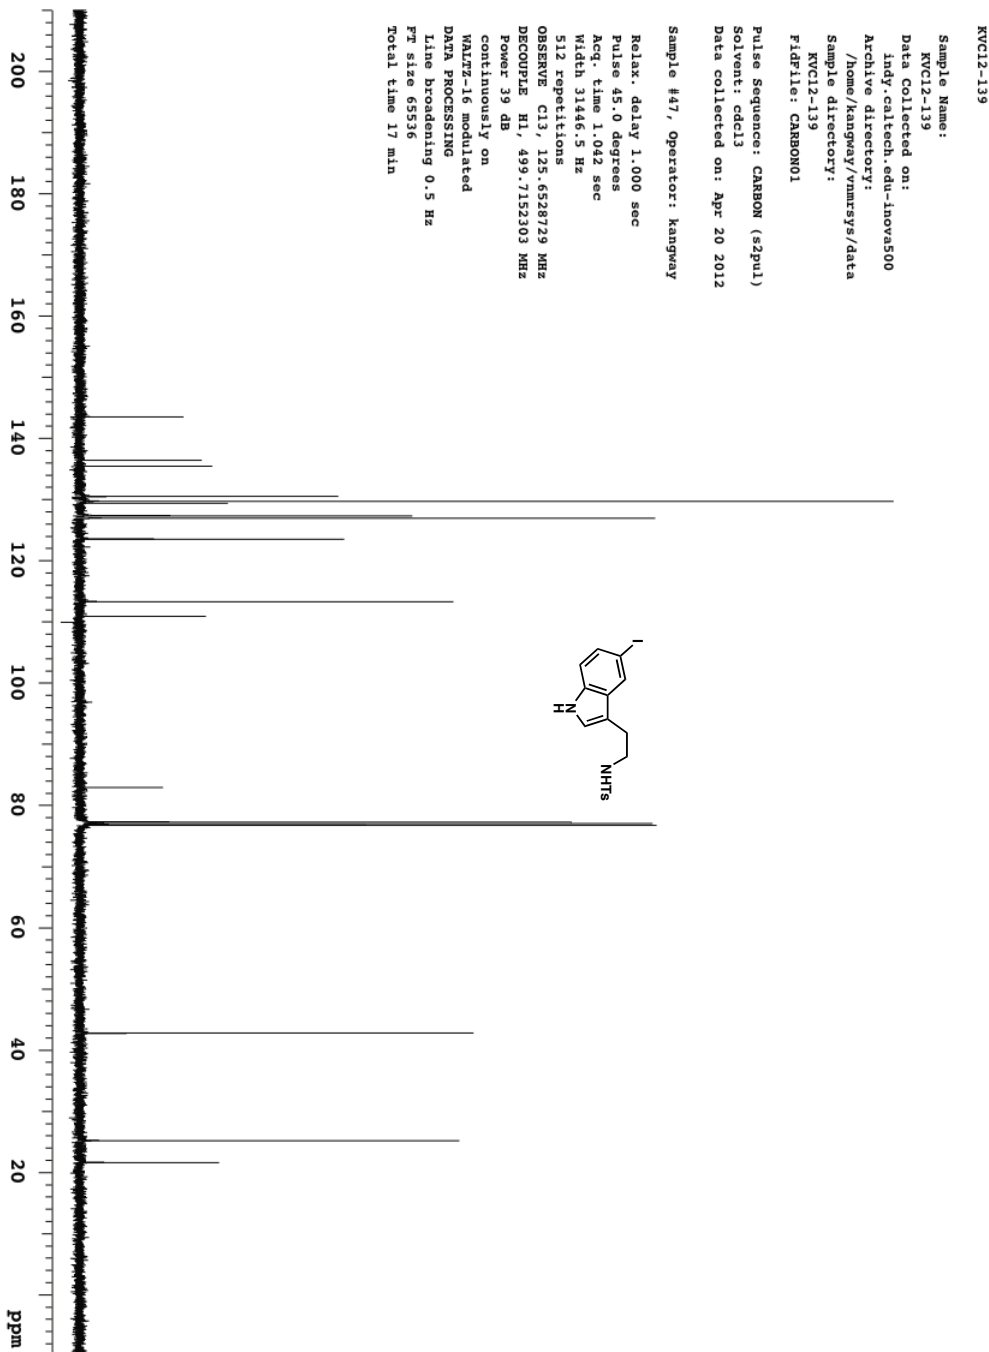 KVC12-139
Sample Name:
KVC12-139
Data Collected on:
indy.caltech.edu-inova500
Archive directory:
/home/kangway/vnmrsys/data
Sample directory:
KVC12-139
FidFile: CARBON01
Pulse Sequence: CARBON (s2pul)
Solvent: cdcl3
Data collected on: Apr 20 2012
Sample #47, Operator: kangway
Relax. delay 1.000 sec
Pulse 45.0 degrees
Acq. time 1.042 sec
Width 31446.5 Hz
512 repetitions
OBSERVE C13, 125.6528729 MHz
DECOUPLE H1, 499.7152303 MHz
Power 39 dB
continuously on
WALTZ-16 modulated
DATA PROCESSING
Line broadening 0.5 Hz
FT size 65536
Total time 17 min
I
NHTs
N
H
200 180 160 140 120 100 80 60 40 20 ppm